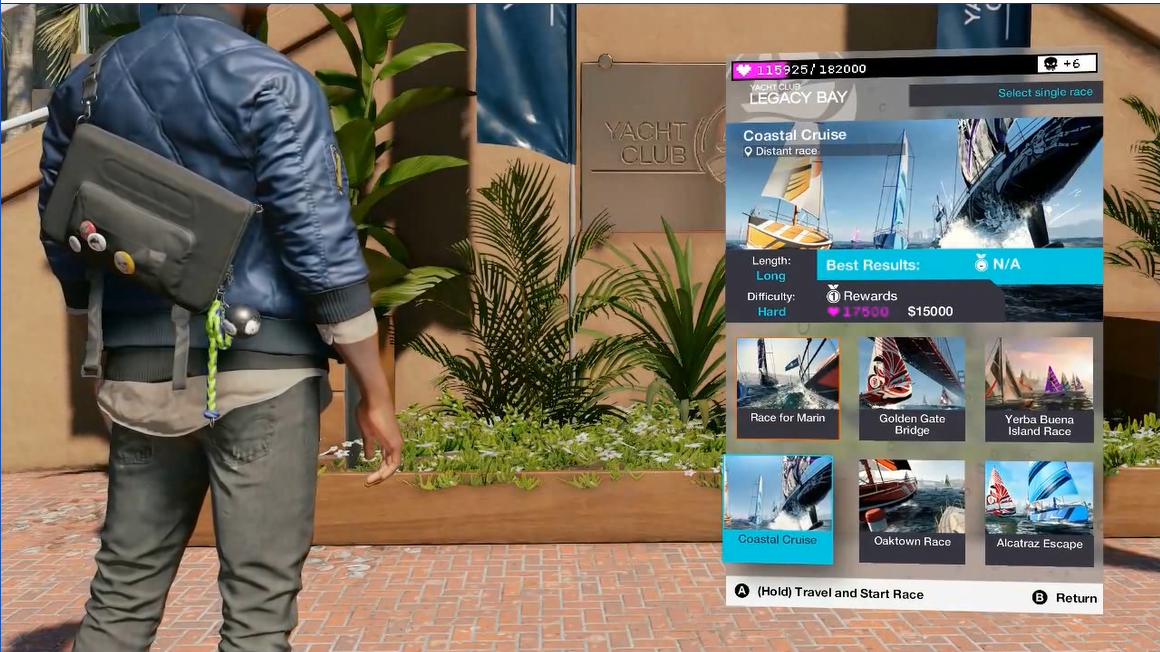 YACHT
CLUB
115925/182000
+6
YACHT CLUB
LEGACY BAY
Select single race
Coastal Cruise
Distant race
Length:
Long
Best Results:
N/A
Difficulty:
Hard
1 Rewards
17500
$15000
Race for Marin
Golden Gate
Bridge
Yerba Buena
Island Race
Coastal Cruise
Oaktown Race
Alcatraz Escape
A (Hold) Travel and Start Race
B Return